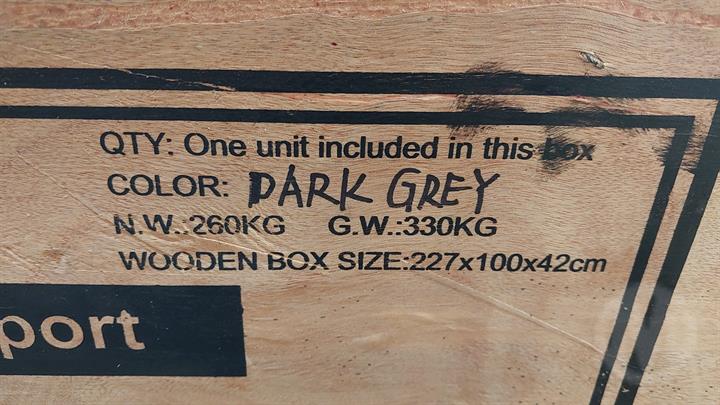 QTY: One unit included in this box
COLOR: DARK GREY
N.W.:260KG G.W.:330KG
WOODEN BOX SIZE:227x100x42cm
port